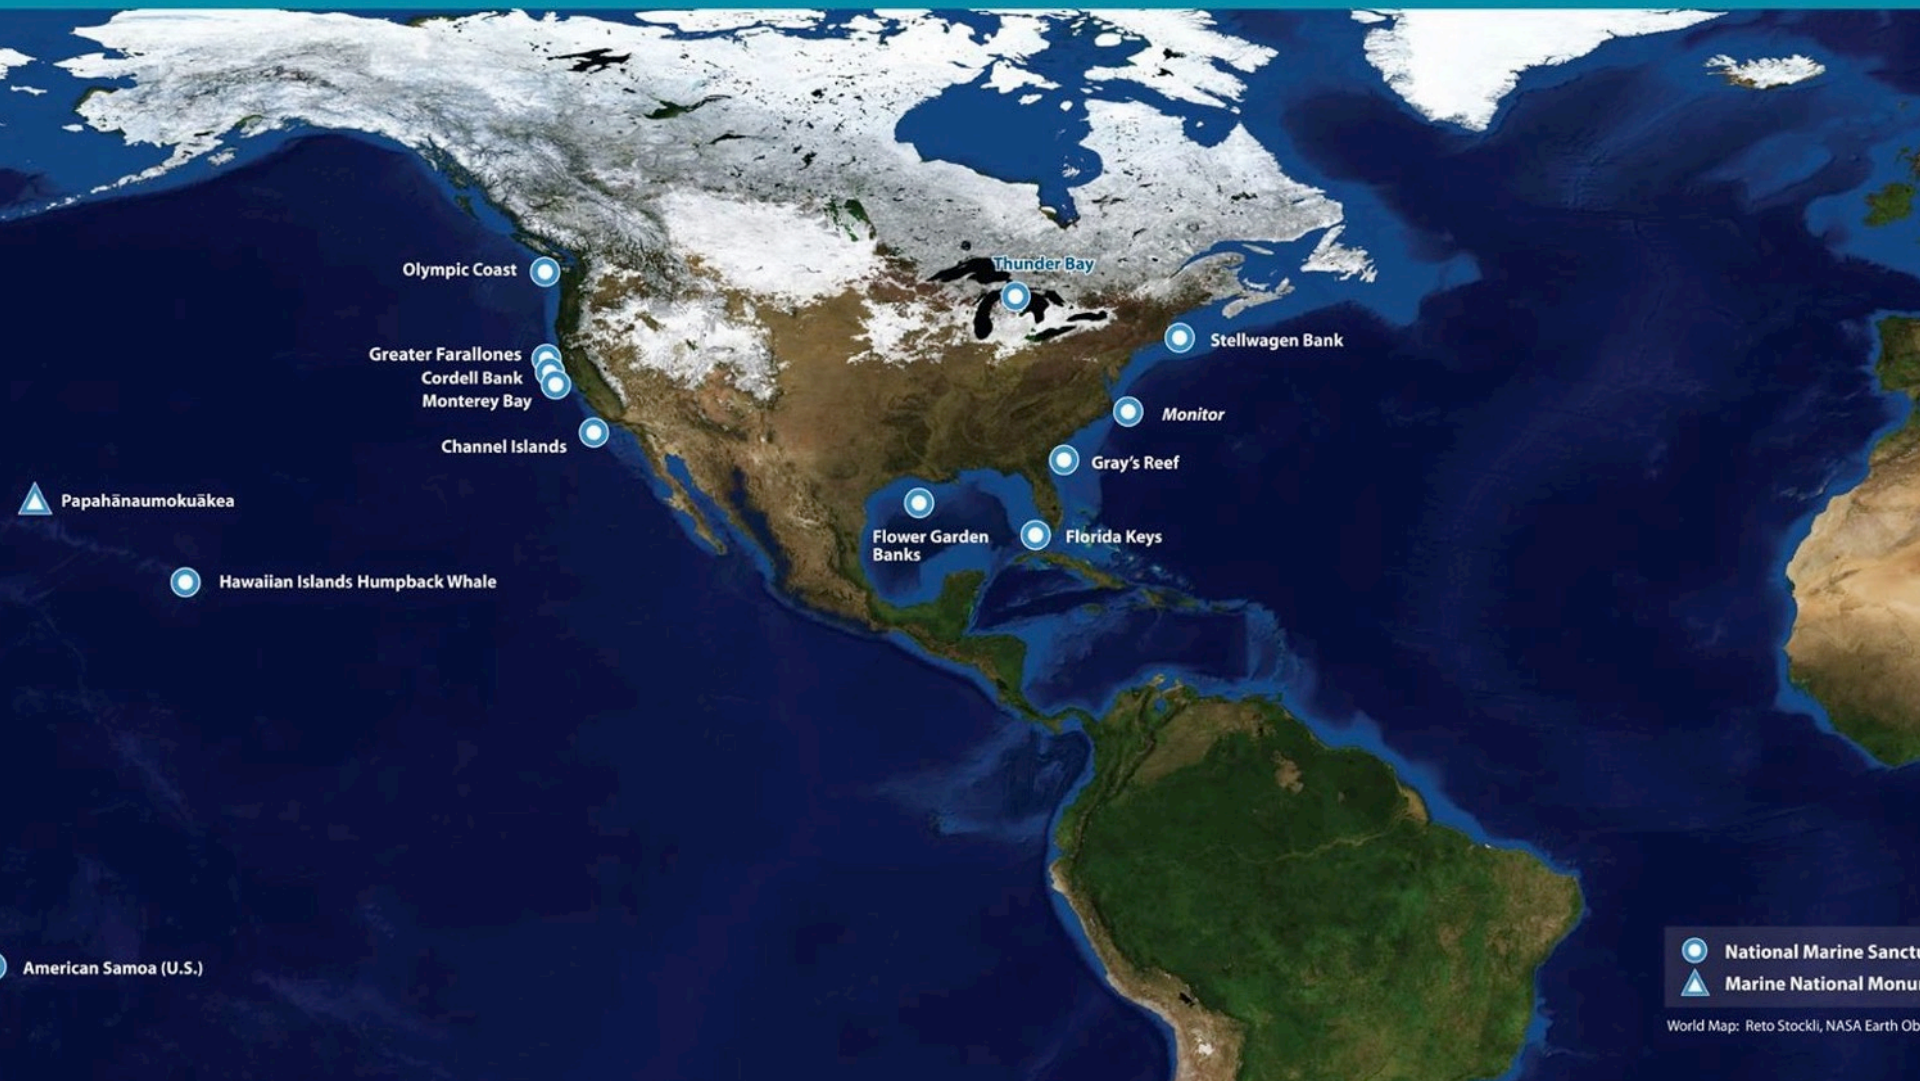 Thunder Bay
Olympic Coast
Stellwagen Bank
Greater Farallones
Cordell Bank
Monterey Bay
Monitor
Channel Islands
Gray's Reef
Papahānaumokuākea
Flower Garden
Banks
Florida Keys
Hawaiian Islands Humpback Whale
American Samoa (U.S.)
National Marine Sanctu
Marine National Monu
World Map: Reto Stockli, NASA Earth Ob